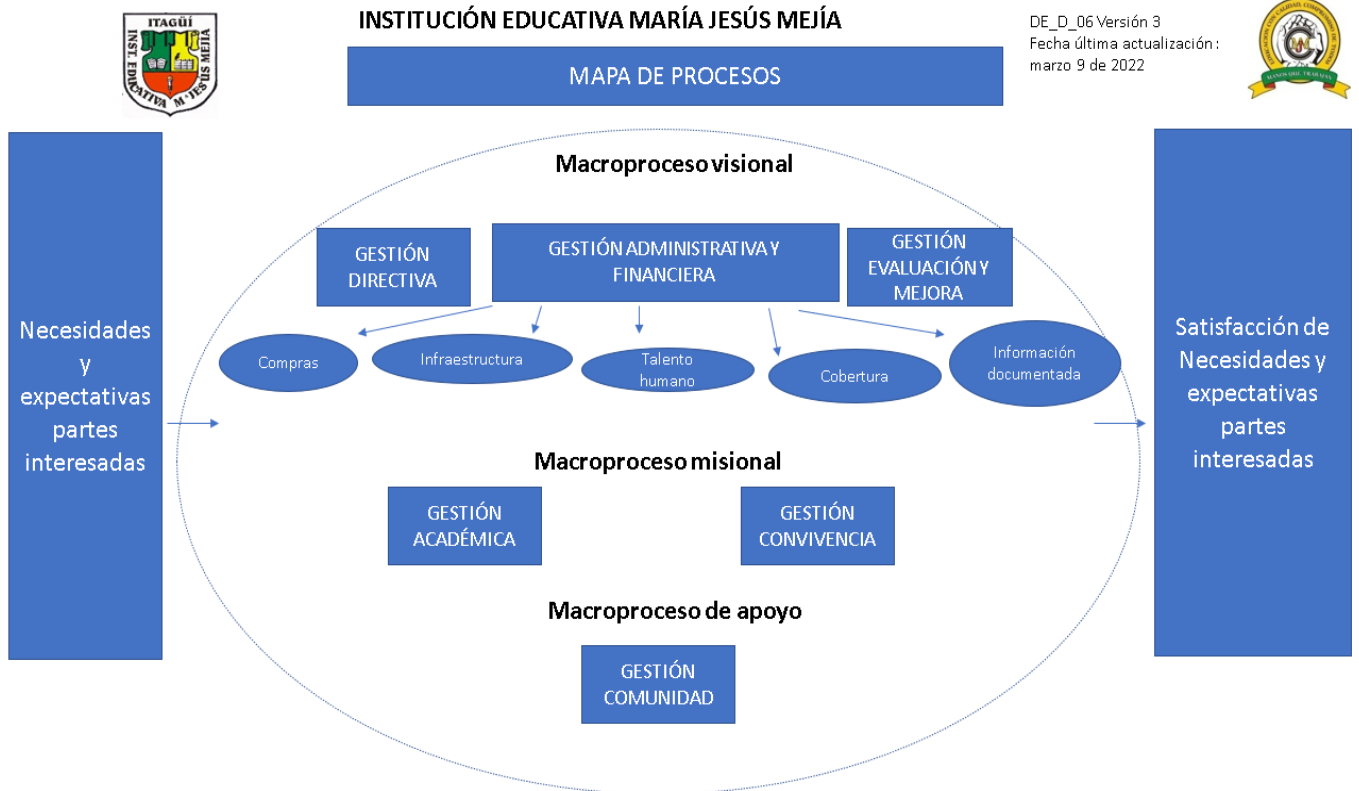 ITAGÜÍ
INST. EDUCATIVA Mª JESÚS MEJÍA
INSTITUCIÓN EDUCATIVA MARÍA JESÚS MEJÍA
DE_D_06 Versión 3
Fecha última actualización :
marzo 9 de 2022
MAPA DE PROCESOS
Necesidades
y
expectativas
partes
interesadas
Macroproceso visional
GESTIÓN
DIRECTIVA
GESTIÓN ADMINISTRATIVA Y
FINANCIERA
GESTIÓN
EVALUACIÓN Y
MEJORA
Compras
Infraestructura
Talento
humano
Cobertura
Información
documentada
Macroproceso misional
GESTIÓN
ACADÉMICA
GESTIÓN
CONVIVENCIA
Macroproceso de apoyo
GESTIÓN
COMUNIDAD
Satisfacción de
Necesidades y
expectativas
partes
interesadas